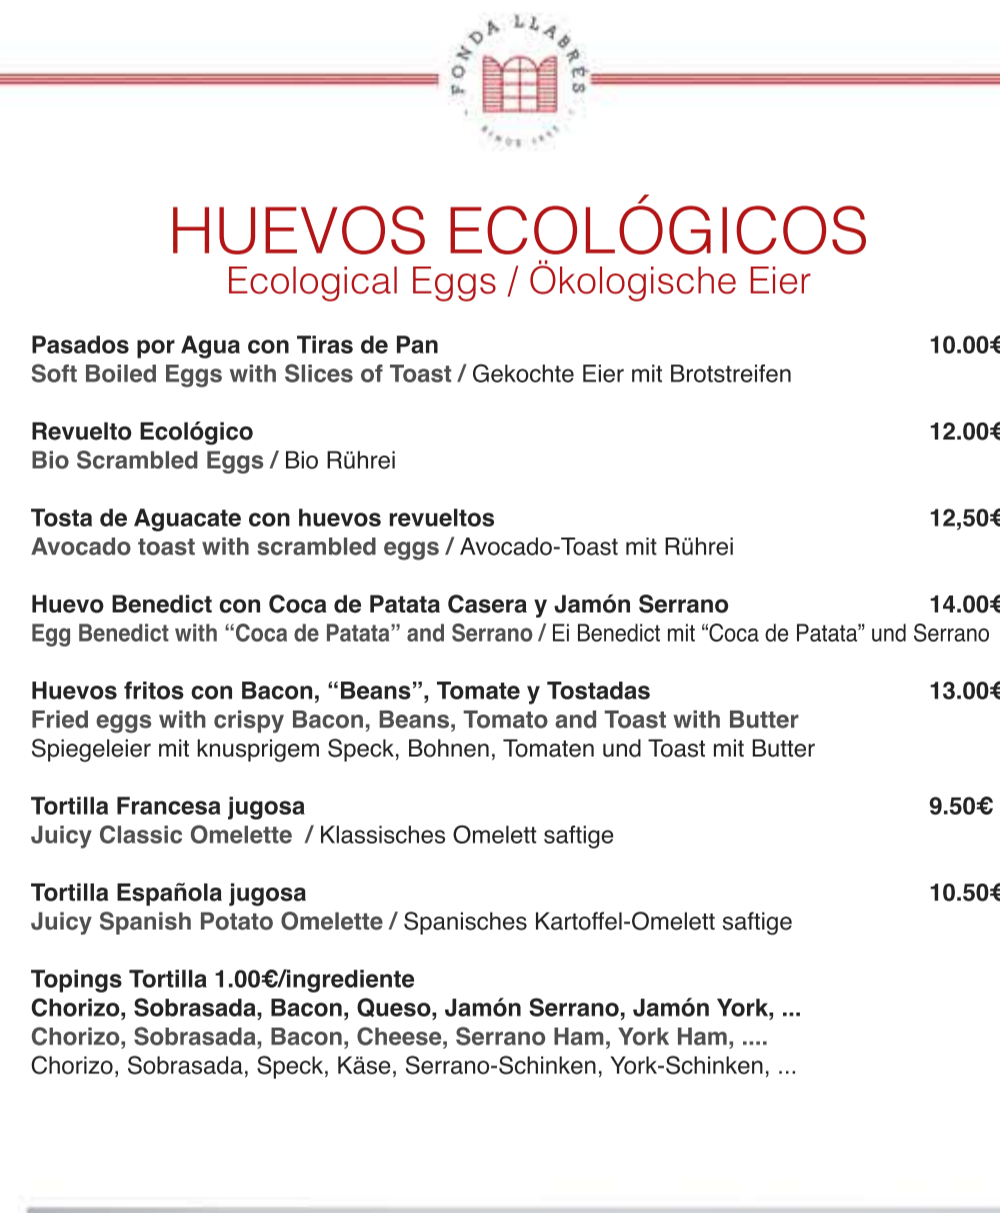 FONDA LLABRÉS
SINCE
HUEVOS ECOLÓGICOS
Ecological Eggs / Ökologische Eier
Pasados por Agua con Tiras de Pan 10.00€
Soft Boiled Eggs with Slices of Toast / Gekochte Eier mit Brotstreifen
Revuelto Ecológico 12.00€
Bio Scrambled Eggs / Bio Rührei
Tosta de Aguacate con huevos revueltos 12,50€
Avocado toast with scrambled eggs / Avocado-Toast mit Rührei
Huevo Benedict con Coca de Patata Casera y Jamón Serrano 14.00€
Egg Benedict with “Coca de Patata” and Serrano / Ei Benedict mit “Coca de Patata” und Serrano
Huevos fritos con Bacon, “Beans”, Tomate y Tostadas 13.00€
Fried eggs with crispy Bacon, Beans, Tomato and Toast with Butter
Spiegeleier mit knusprigem Speck, Bohnen, Tomaten und Toast mit Butter
Tortilla Francesa jugosa 9.50€
Juicy Classic Omelette / Klassisches Omelett saftige
Tortilla Española jugosa 10.50€
Juicy Spanish Potato Omelette / Spanisches Kartoffel-Omelett saftige
Topings Tortilla 1.00€/ingrediente
Chorizo, Sobrasada, Bacon, Queso, Jamón Serrano, Jamón York, ...
Chorizo, Sobrasada, Bacon, Cheese, Serrano Ham, York Ham, ....
Chorizo, Sobrasada, Speck, Käse, Serrano-Schinken, York-Schinken, ...